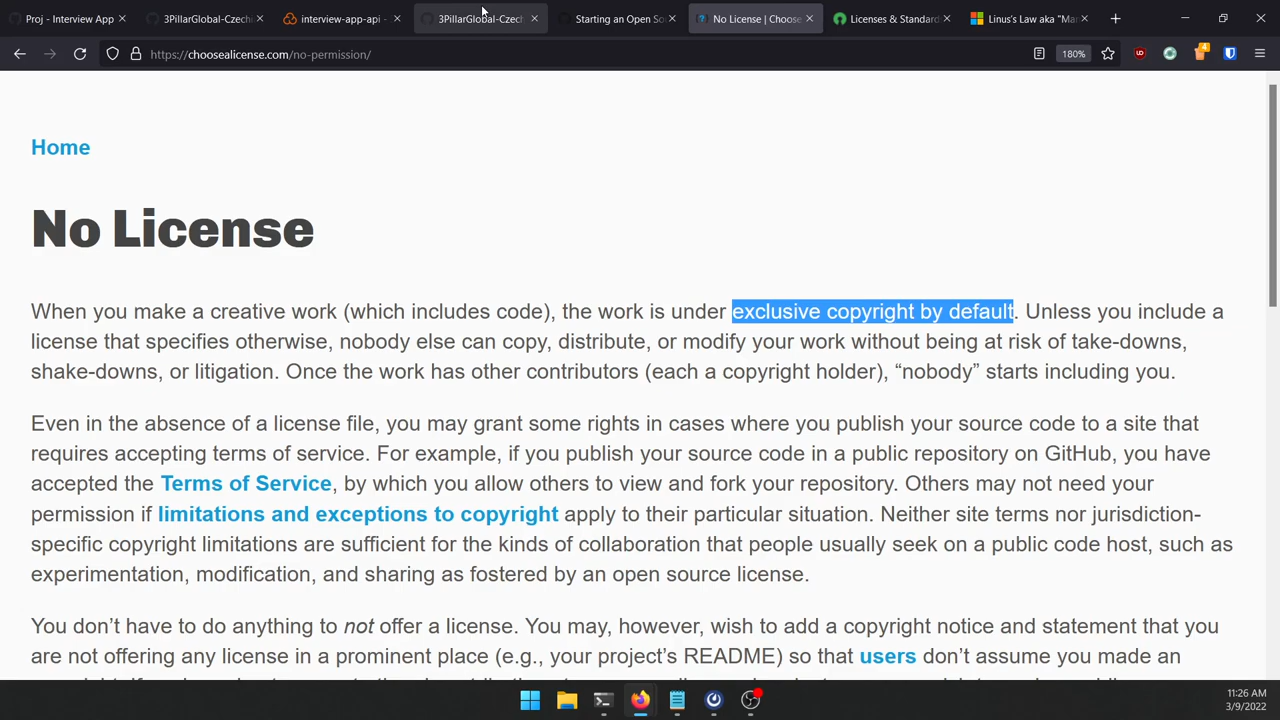 Proj - Interview App
3PillarGlobal-Czech
interview-app-api -
3PillarGlobal-Czech
Starting an Open So
No License | Choose
Licenses & Standard
Linus's Law aka "Ma
https://choosealicense.com/no-permission/
180%
4
Home
No License
When you make a creative work (which includes code), the work is under exclusive copyright by default. Unless you include a
license that specifies otherwise, nobody else can copy, distribute, or modify your work without being at risk of take-downs,
shake-downs, or litigation. Once the work has other contributors (each a copyright holder), “nobody” starts including you.
Even in the absence of a license file, you may grant some rights in cases where you publish your source code to a site that
requires accepting terms of service. For example, if you publish your source code in a public repository on GitHub, you have
accepted the Terms of Service, by which you allow others to view and fork your repository. Others may not need your
permission if limitations and exceptions to copyright apply to their particular situation. Neither site terms nor jurisdiction-
specific copyright limitations are sufficient for the kinds of collaboration that people usually seek on a public code host, such as
experimentation, modification, and sharing as fostered by an open source license.
You don’t have to do anything to not offer a license. You may, however, wish to add a copyright notice and statement that you
are not offering any license in a prominent place (e.g., your project’s README) so that users don’t assume you made an
11:26 AM
3/9/2022